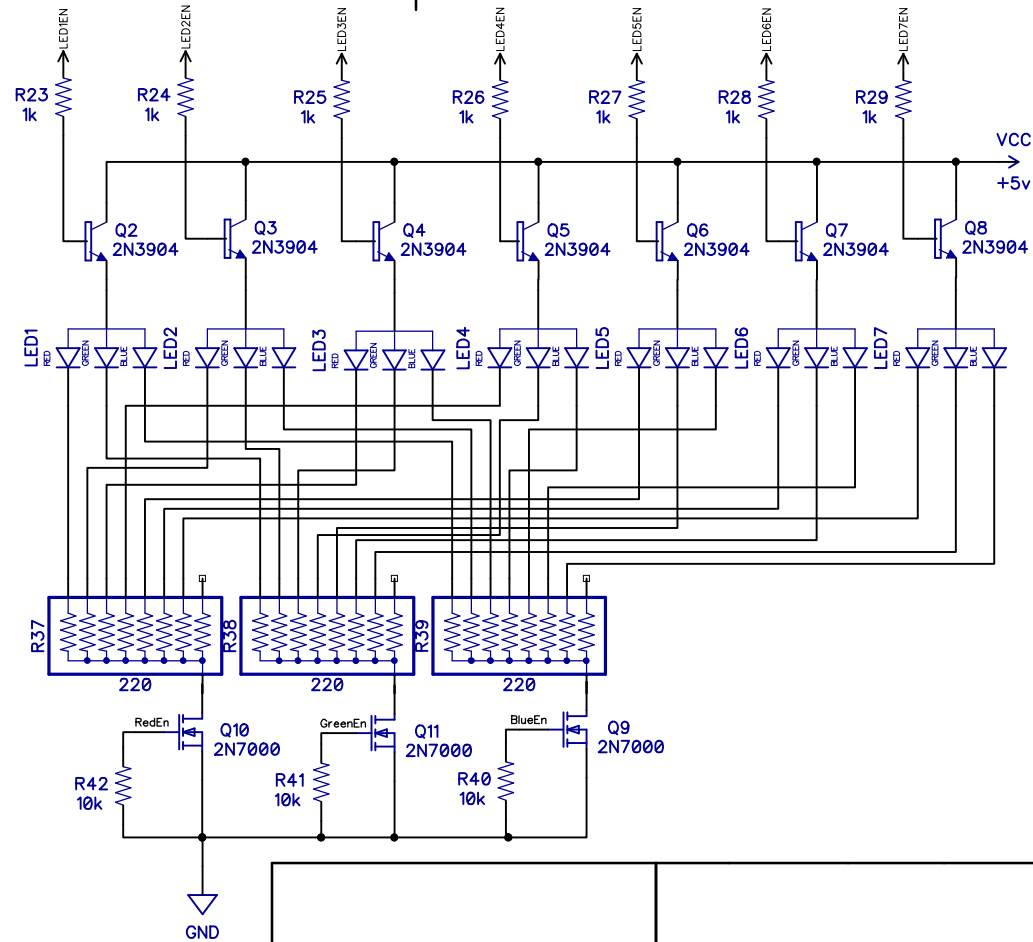 LED1EN
LED2EN
LED3EN
LED4EN
LED5EN
LED6EN
LED7EN
R23
1k
R24
1k
R25
1k
R26
1k
R27
1k
R28
1k
R29
1k
VCC
+5v
Q2
2N3904
Q3
2N3904
Q4
2N3904
Q5
2N3904
Q6
2N3904
Q7
2N3904
Q8
2N3904
LED1
RED
GREEN
BLUE
LED2
RED
GREEN
BLUE
LED3
RED
GREEN
BLUE
LED4
RED
GREEN
BLUE
LED5
RED
GREEN
BLUE
LED6
RED
GREEN
BLUE
LED7
RED
GREEN
BLUE
R37
220
R38
220
R39
220
RedEn
Q10
2N7000
GreenEn
Q11
2N7000
BlueEn
Q9
2N7000
R42
10k
R41
10k
R40
10k
GND